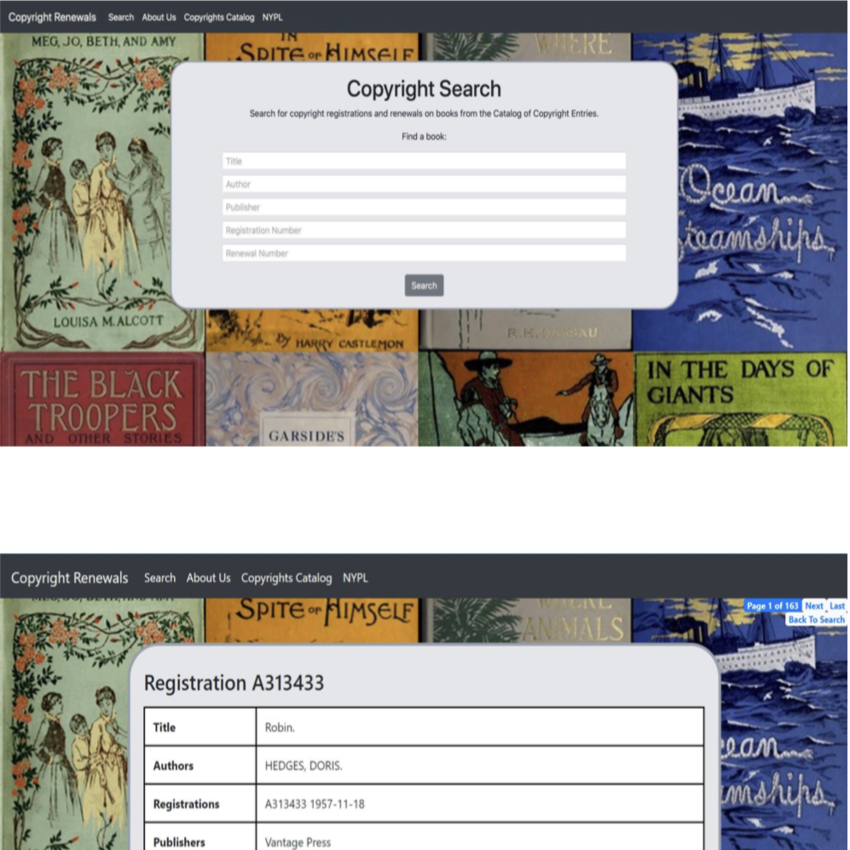 Copyright Renewals Search About Us Copyrights Catalog NYPL
MEG, JO, BETH, AND AMY
IN
SPITE OF HIMSELF
WHERE
Copyright Search
Search for copyright registrations and renewals on books from the Catalog of Copyright Entries.
Find a book:
Title
Author
Publisher
Registration Number
Renewal Number
Search
Ocean
Steamships
LOUISA M. ALCOTT
By HARRY CASTLEMON
THE BLACK
TROOPERS
AND OTHER STORIES
GARSIDE'S
IN THE DAYS OF
GIANTS
Copyright Renewals Search About Us Copyrights Catalog NYPL
SPITE OF HIMSELF
WHERE
ANIMALS
Page 1 of 163 Next Last
Back To Search
Registration A313433
Title Robin.
Authors HEDGES, DORIS.
Registrations A313433 1957-11-18
Publishers Vantage Press